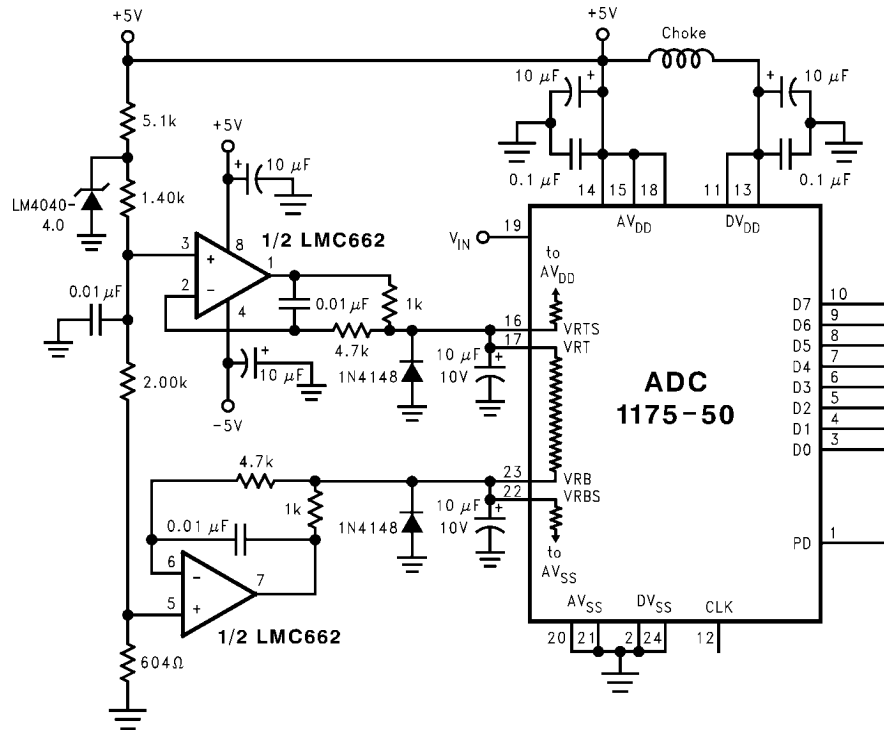 +5V
+5V
Choke
10 µF
+
+
10 µF
5.1k
+5V
+
10 µF
0.1 µF
0.1 µF
LM4040-
4.0
1.40k
14
15
18
11
13
AV_DD
DV_DD
1/2 LMC662
V_IN
19
3
+
8
1
2
-
4
to
AV_DD
0.01 µF
0.01 µF
1k
16
VRTS
17
VRT
4.7k
+
10 µF
1N4148
10 µF
10V
+
2.00k
-5V
ADC
1175-50
D7
10
D6
9
D5
8
D4
7
D3
6
D2
5
D1
4
D0
3
4.7k
1k
23
VRB
22
VRBS
0.01 µF
1N4148
10 µF
10V
+
to
AV_SS
PD
1
6
-
7
5
+
1/2 LMC662
AV_SS
DV_SS
CLK
20
21
2
24
12
604Ω